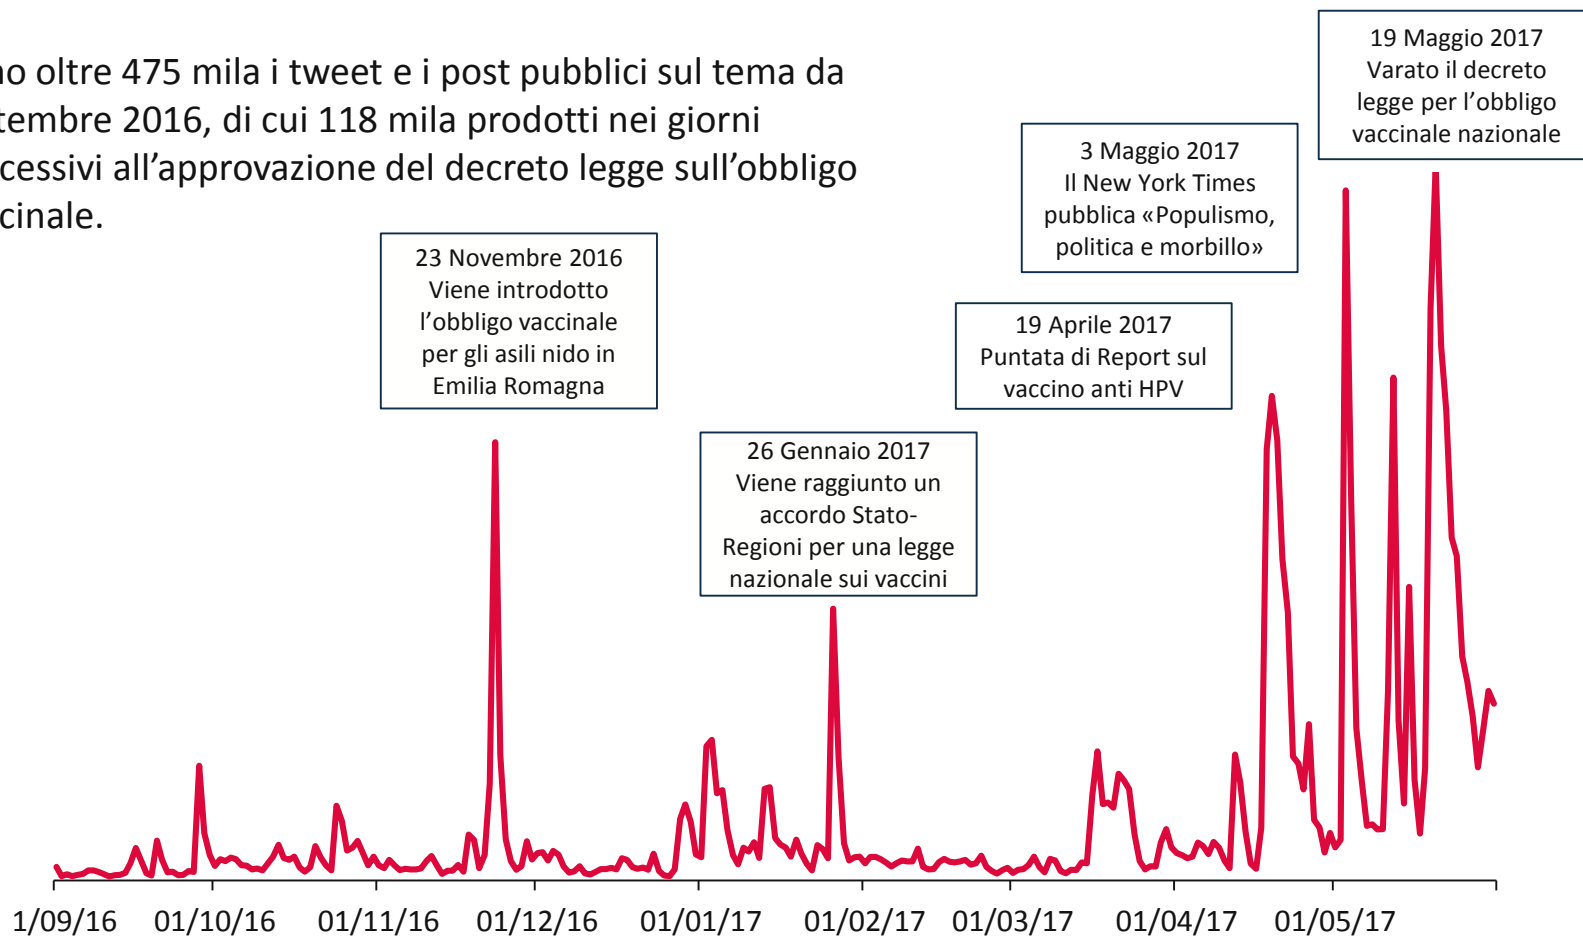 no oltre 475 mila i tweet e i post pubblici sul tema da
tembre 2016, di cui 118 mila prodotti nei giorni
cessivi all’approvazione del decreto legge sull’obbligo
cinale.
19 Maggio 2017
Varato il decreto
legge per l’obbligo
vaccinale nazionale
3 Maggio 2017
Il New York Times
pubblica «Populismo,
politica e morbillo»
23 Novembre 2016
Viene introdotto
l’obbligo vaccinale
per gli asili nido in
Emilia Romagna
19 Aprile 2017
Puntata di Report sul
vaccino anti HPV
26 Gennaio 2017
Viene raggiunto un
accordo Stato-
Regioni per una legge
nazionale sui vaccini
1/09/16 01/10/16 01/11/16 01/12/16 01/01/17 01/02/17 01/03/17 01/04/17 01/05/17